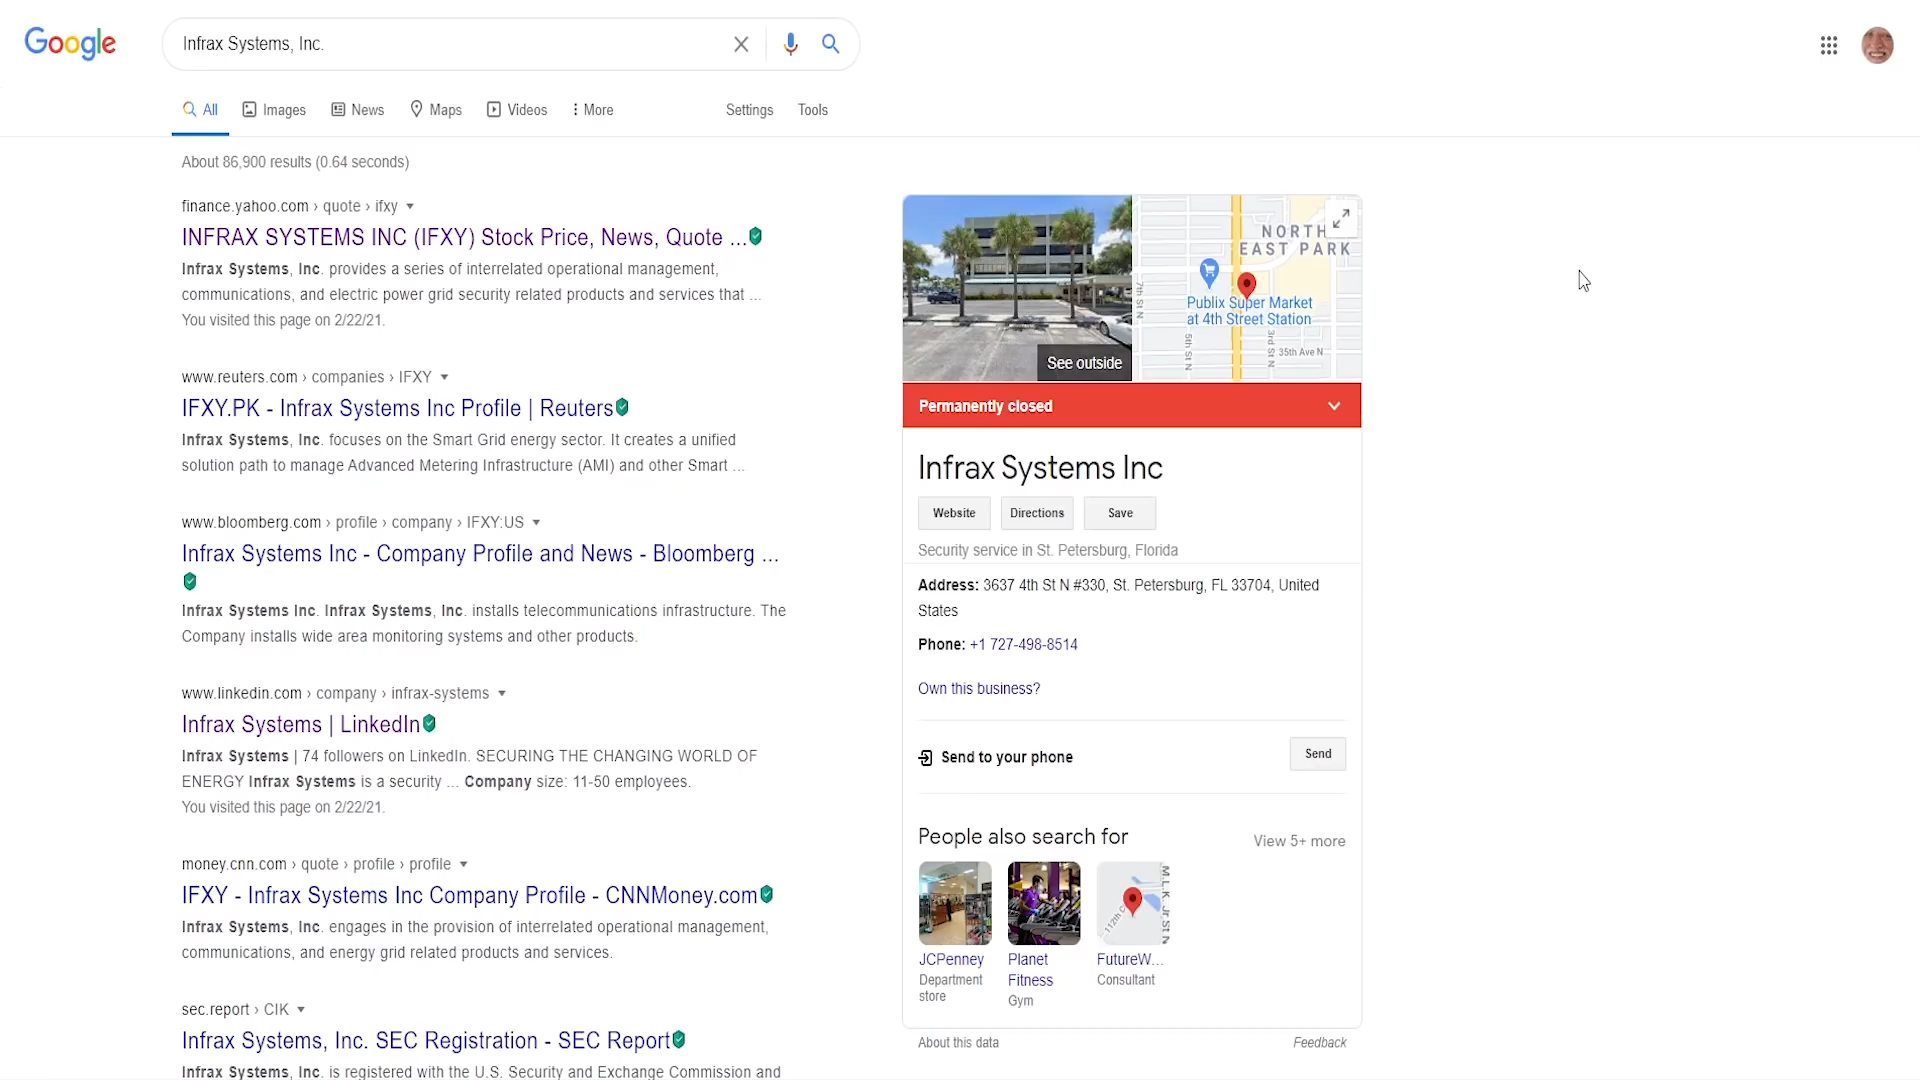 Google
Infrax Systems, Inc.
All
Images
News
Maps
Videos
More
Settings
Tools
About 86,900 results (0.64 seconds)
finance.yahoo.com › quote › ifxy
INFRAX SYSTEMS INC (IFXY) Stock Price, News, Quote ...
Infrax Systems, Inc. provides a series of interrelated operational management,
communications, and electric power grid security related products and services that ...
You visited this page on 2/22/21.
www.reuters.com › companies › IFXY
IFXY.PK - Infrax Systems Inc Profile | Reuters
Infrax Systems, Inc. focuses on the Smart Grid energy sector. It creates a unified
solution path to manage Advanced Metering Infrastructure (AMI) and other Smart ...
www.bloomberg.com › profile › company › IFXY:US
Infrax Systems Inc - Company Profile and News - Bloomberg ...
Infrax Systems Inc. Infrax Systems, Inc. installs telecommunications infrastructure. The
Company installs wide area monitoring systems and other products.
www.linkedin.com › company › infrax-systems
Infrax Systems | LinkedIn
Infrax Systems | 74 followers on LinkedIn. SECURING THE CHANGING WORLD OF
ENERGY Infrax Systems is a security ... Company size: 11-50 employees.
You visited this page on 2/22/21.
money.cnn.com › quote › profile › profile
IFXY - Infrax Systems Inc Company Profile - CNNMoney.com
Infrax Systems, Inc. engages in the provision of interrelated operational management,
communications, and energy grid related products and services.
sec.report › CIK
Infrax Systems, Inc. SEC Registration - SEC Report
Infrax Systems, Inc. is registered with the U.S. Security and Exchange Commission and
See outside
NORTH
EAST PARK
7th St N
Publix Super Market
at 4th Street Station
5th St N
3rd St N
35th Ave N
Permanently closed
Infrax Systems Inc
Website
Directions
Save
Security service in St. Petersburg, Florida
Address: 3637 4th St N #330, St. Petersburg, FL 33704, United
States
Phone: +1 727-498-8514
Own this business?
Send to your phone
Send
People also search for
View 5+ more
112th
M.L.K. Jr St N
JCPenney
Department
store
Planet
Fitness
Gym
FutureW...
Consultant
About this data
Feedback